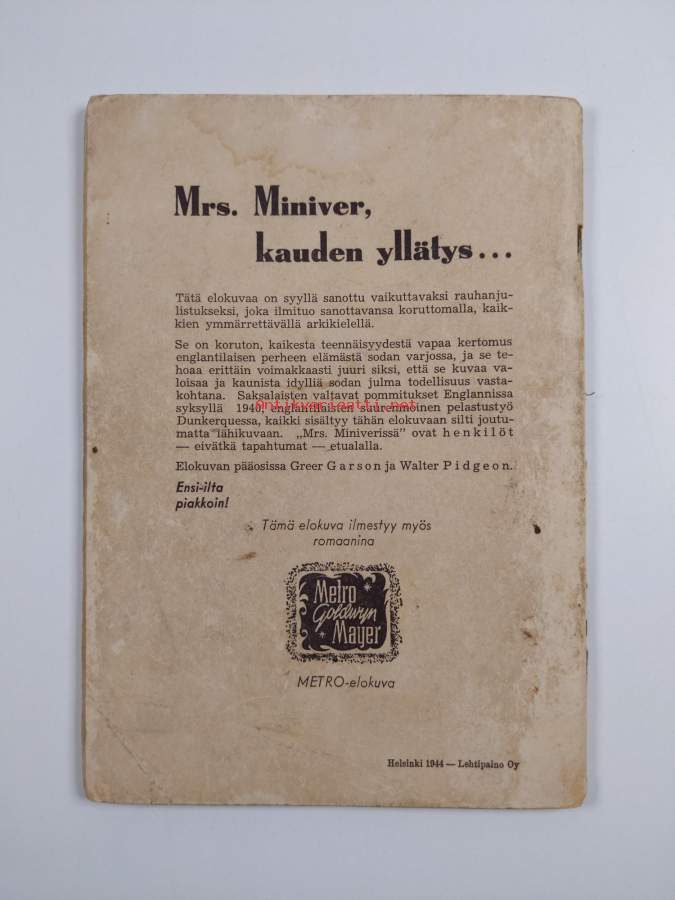 Mrs. Miniver,
kauden yllätys...
Tätä elokuvaa on syyllä sanottu vaikuttavaksi rauhanju-
listukseksi, joka ilmituo sanottavansa koruttomalla, kaik-
kien ymmärrettävällä arkikielellä.
Se on koruton, kaikesta teennäisyydestä vapaa kertomus
englantilaisen perheen elämästä sodan varjossa, ja se te-
hoaa erittäin voimakkaasti juuri siksi, että se kuvaa va-
loisaa ja kaunista idylliä sodan julma todellisuus vasta-
kohtana. Saksalaisten valtavat pommitukset Englannissa
syksyllä 1940, englantilaisten suurenmoinen pelastustyö
Dunkerquessa, kaikki sisältyy tähän elokuvaan silti joutu-
matta lähikuvaan. „Mrs. Miniverissä" ovat henkilöt
— eivätkä tapahtumat — etualalla.
Elokuvan pääosissa Greer Garson ja Walter Pidgeon.
Ensi-ilta
piakkoin!
Tämä elokuva ilmestyy myös
romaanina
Metro
Goldwyn
Mayer
METRO-elokuva
Helsinki 1944 — Lehtipaino Oy
Antikvariaatti.net